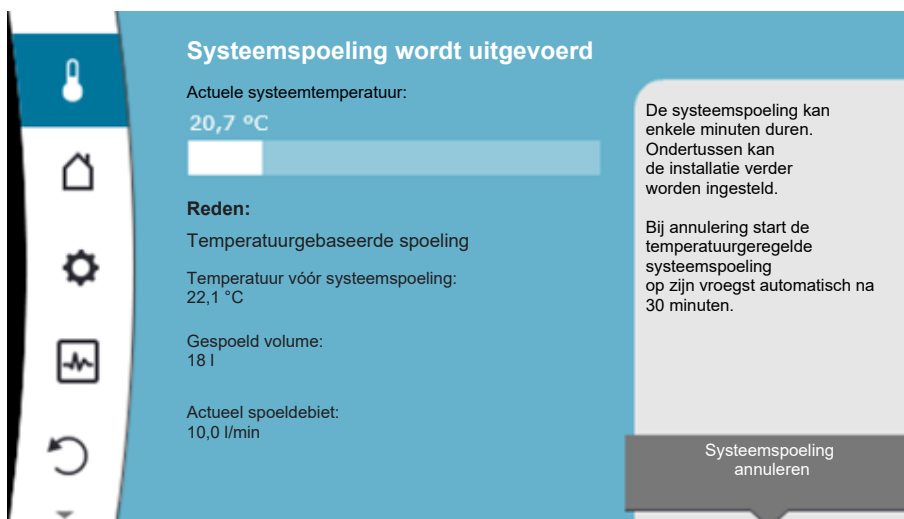 Systeemspoeling wordt uitgevoerd
Actuele systeemtemperatuur:
20,7 ºC
Reden:
Temperatuurgebaseerde spoeling
Temperatuur vóór systeemspoeling:
22,1 °C
Gespoeld volume:
18 l
Actueel spoeldebiet:
10,0 l/min
De systeemspoeling kan
enkele minuten duren.
Ondertussen kan
de installatie verder
worden ingesteld.
Bij annulering start de
temperatuurgeregelde
systeemspoeling
op zijn vroegst automatisch na
30 minuten.
Systeemspoeling
annuleren